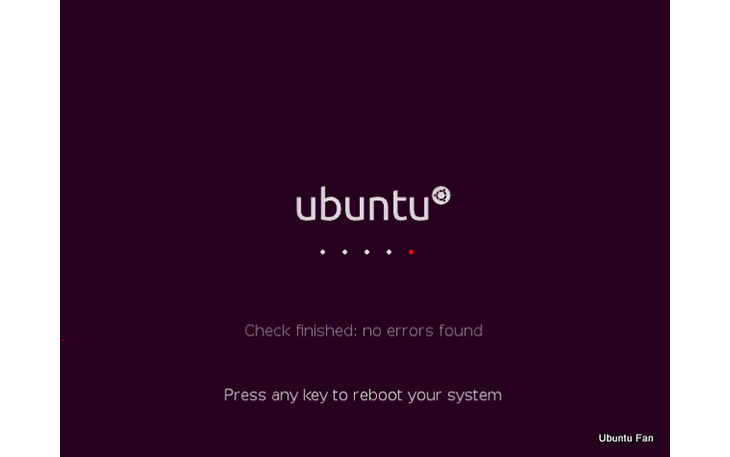 ubuntu
Check finished: no errors found
Press any key to reboot your system
Ubuntu Fan